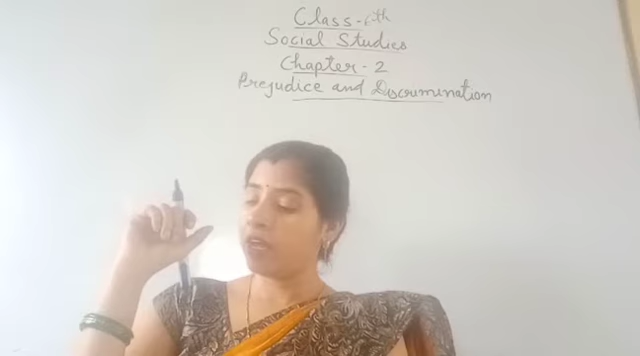 Class-6th
Social Studies
Chapter-2
Prejudice and Discrimination